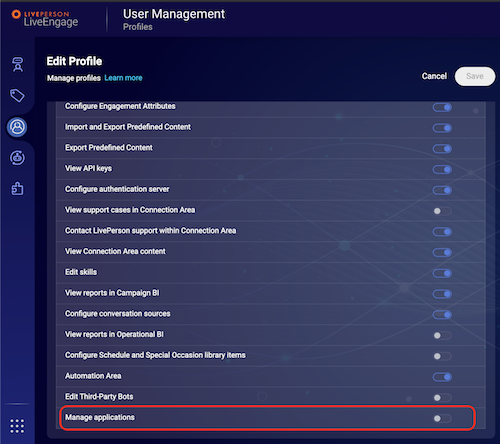 LIVEPERSON
LiveEngage
User Management
Profiles
Edit Profile
Manage profiles Learn more
Cancel
Save
Configure Engagement Attributes
Import and Export Predefined Content
Export Predefined Content
View API keys
Configure authentication server
View support cases in Connection Area
Contact LivePerson support within Connection Area
View Connection Area content
Edit skills
View reports in Campaign BI
Configure conversation sources
View reports in Operational BI
Configure Schedule and Special Occasion library items
Automation Area
Edit Third-Party Bots
Manage applications